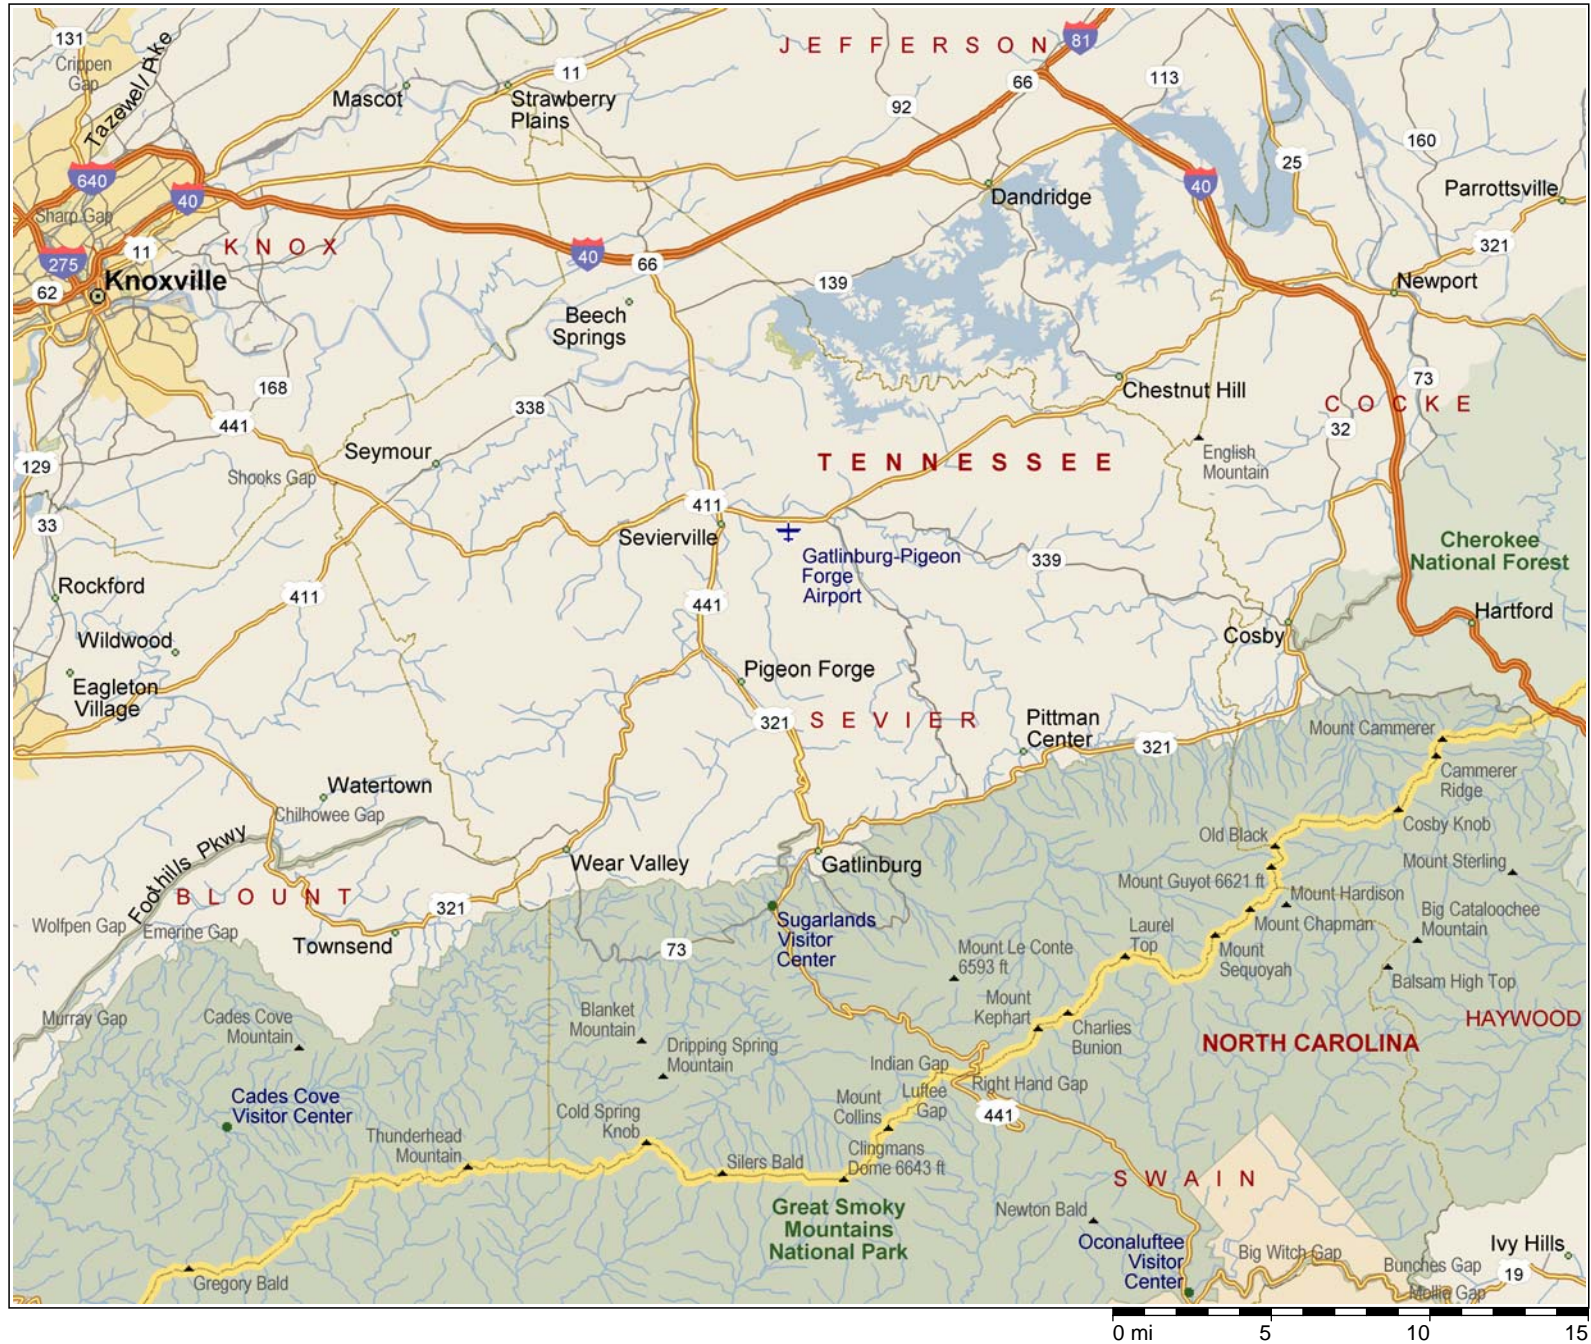 131
Crippen
Gap
Tazewell Pike
Mascot
11
Strawberry
Plains
JEFFERSON
81
66
92
113
160
25
640
40
Sharp Gap
11
275
62
Knoxville
KNOX
40
66
139
Dandridge
40
Parrottsville
321
Newport
Beech
Springs
168
338
441
Seymour
Shooks Gap
129
33
Chestnut Hill
73
COCKE
32
English
Mountain
TENNESSEE
411
Sevierville
Gatlinburg-Pigeon
Forge
Airport
339
Cherokee
National Forest
Rockford
411
441
Wildwood
Eagleton
Village
Cosby
Hartford
Pigeon Forge
321
SEVIER
Pittman
Center
321
Mount Cammerer
Cammerer
Ridge
Watertown
Chilhowee Gap
Foothills Pkwy
Cosby Knob
Old Black
Mount Sterling
Wear Valley
Gatlinburg
Mount Guyot 6621 ft
Mount Hardison
BLOUNT
321
Wolfpen Gap
Emerine Gap
Townsend
Sugarlands
Visitor
Center
73
Big Cataloochee
Mountain
Mount Chapman
Laurel
Top
Mount
Sequoyah
Mount Le Conte
6593 ft
Balsam High Top
Murray Gap
Cades Cove
Mountain
Blanket
Mountain
Mount
Kephart
Charlies
Bunion
HAYWOOD
NORTH CAROLINA
Dripping Spring
Mountain
Indian Gap
Right Hand Gap
Luftee
Gap
Mount
Collins
441
Cades Cove
Visitor Center
Cold Spring
Knob
Thunderhead
Mountain
Clingmans
Dome 6643 ft
Silers Bald
SWAIN
Great Smoky
Mountains
National Park
Newton Bald
Oconaluftee
Visitor
Center
Big Witch Gap
Ivy Hills
Bunches Gap
19
Mollie Gap
Gregory Bald
0 mi 5 10 15